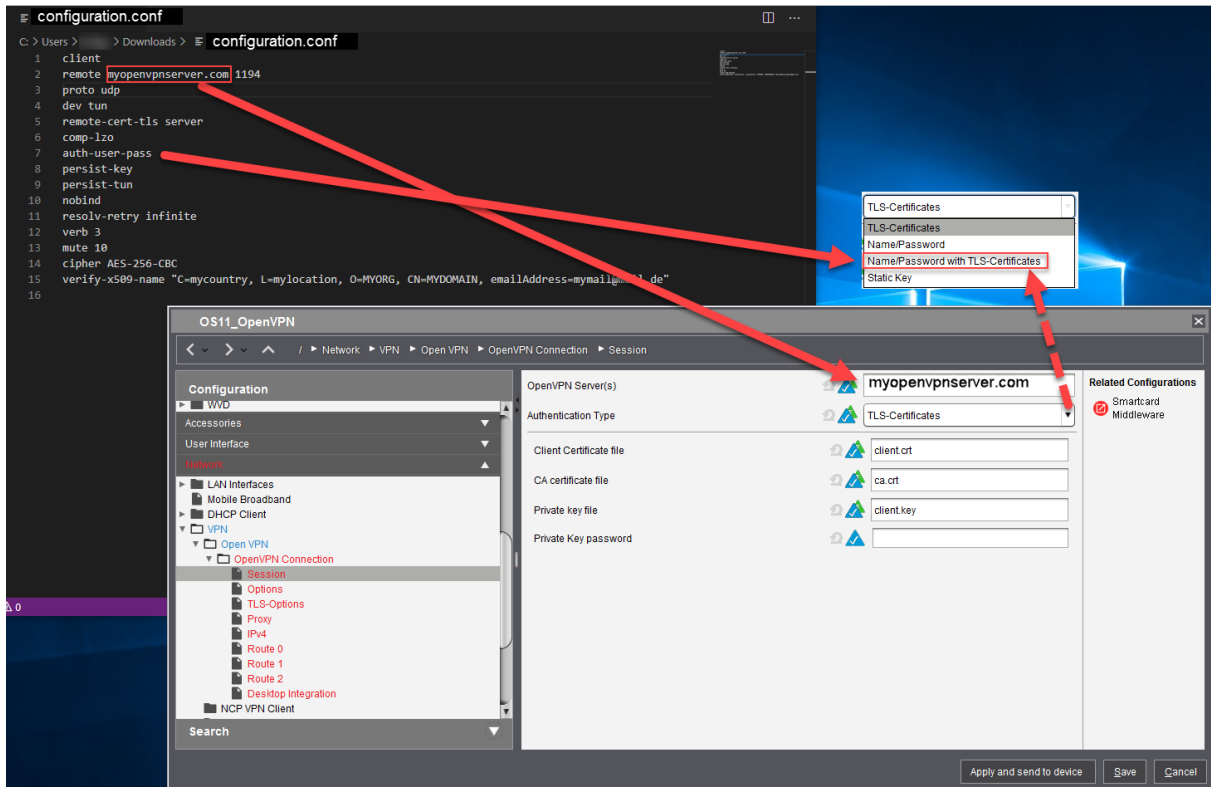 configuration.conf
C: > Users > > Downloads > configuration.conf
1 client
2 remote myopenvpnserver.com 1194
3 proto udp
4 dev tun
5 remote-cert-tls server
6 comp-lzo
7 auth-user-pass
8 persist-key
9 persist-tun
10 nobind
11 resolv-retry infinite
12 verb 3
13 mute 10
14 cipher AES-256-CBC
15 verify-x509-name "C=mycountry, L=mylocation, O=MYORG, CN=MYDOMAIN, emailAddress=mymail@ de"
16
TLS-Certificates
TLS-Certificates
Name/Password
Name/Password with TLS-Certificates
Static Key
0
OS11_OpenVPN
/ Network VPN Open VPN OpenVPN Connection Session
Configuration
WVD
Accessories
User Interface
Network
LAN Interfaces
Mobile Broadband
DHCP Client
VPN
Open VPN
OpenVPN Connection
Session
Options
TLS-Options
Proxy
IPv4
Route 0
Route 1
Route 2
Desktop Integration
NCP VPN Client
Search
OpenVPN Server(s) myopenvpnserver.com
Authentication Type TLS-Certificates
Client Certificate file client.crt
CA certificate file ca.crt
Private key file client.key
Private Key password
Related Configurations
Smartcard
Middleware
Apply and send to device Save Cancel